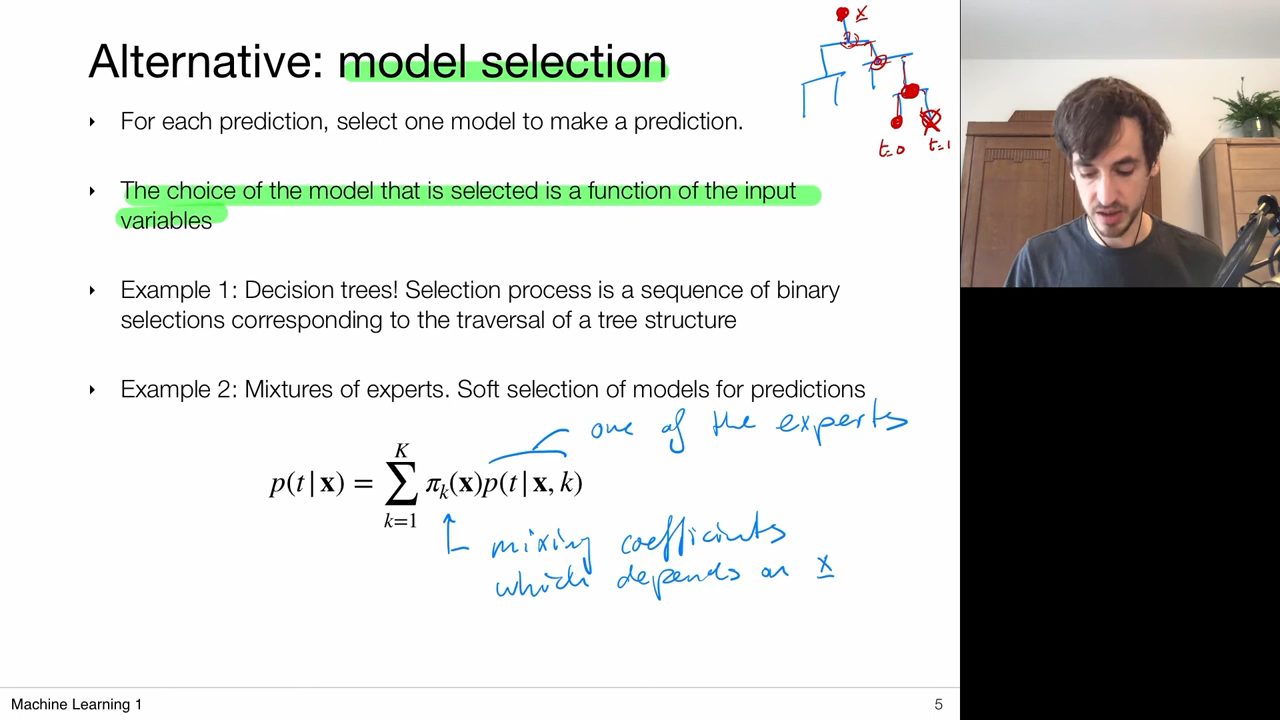 Alternative: model selection
x
t=0 t=1
‣ For each prediction, select one model to make a prediction.
‣ The choice of the model that is selected is a function of the input
variables
‣ Example 1: Decision trees! Selection process is a sequence of binary
selections corresponding to the traversal of a tree structure
‣ Example 2: Mixtures of experts. Soft selection of models for predictions
one of the experts
p(t|x) = ∑_{k=1}^{K} π_k(x)p(t|x, k)
mixing coefficients
which depends on x
Machine Learning 1 5